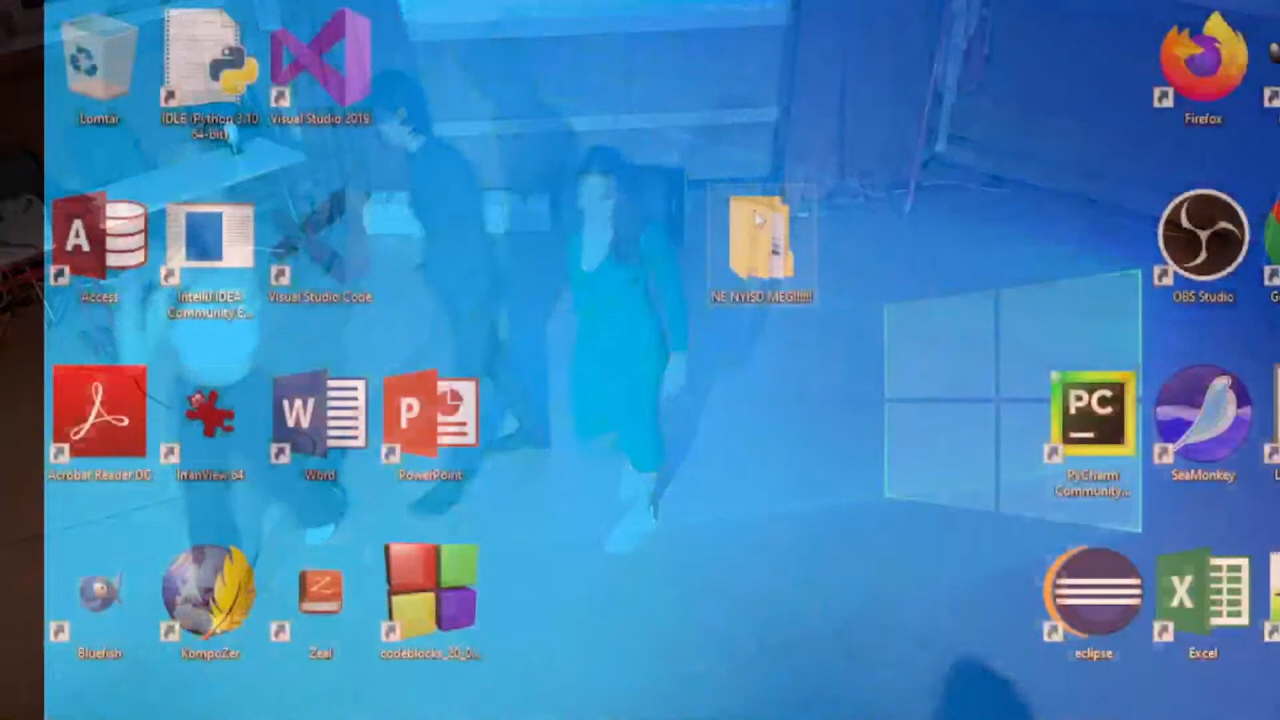 Lomtár
IDLE (Python 3.10
64-bit)
Visual Studio 2019
Firefox
Access
IntelliJ IDEA
Community E...
Visual Studio Code
NE NYISD MEG!!!!!!
OBS Studio
Acrobat Reader DC
IrfanView 64
Word
PowerPoint
PC
PyCharm
Community...
SeaMonkey
Bluefish
KompoZer
Zeal
codeblocks_20_0...
eclipse
Excel